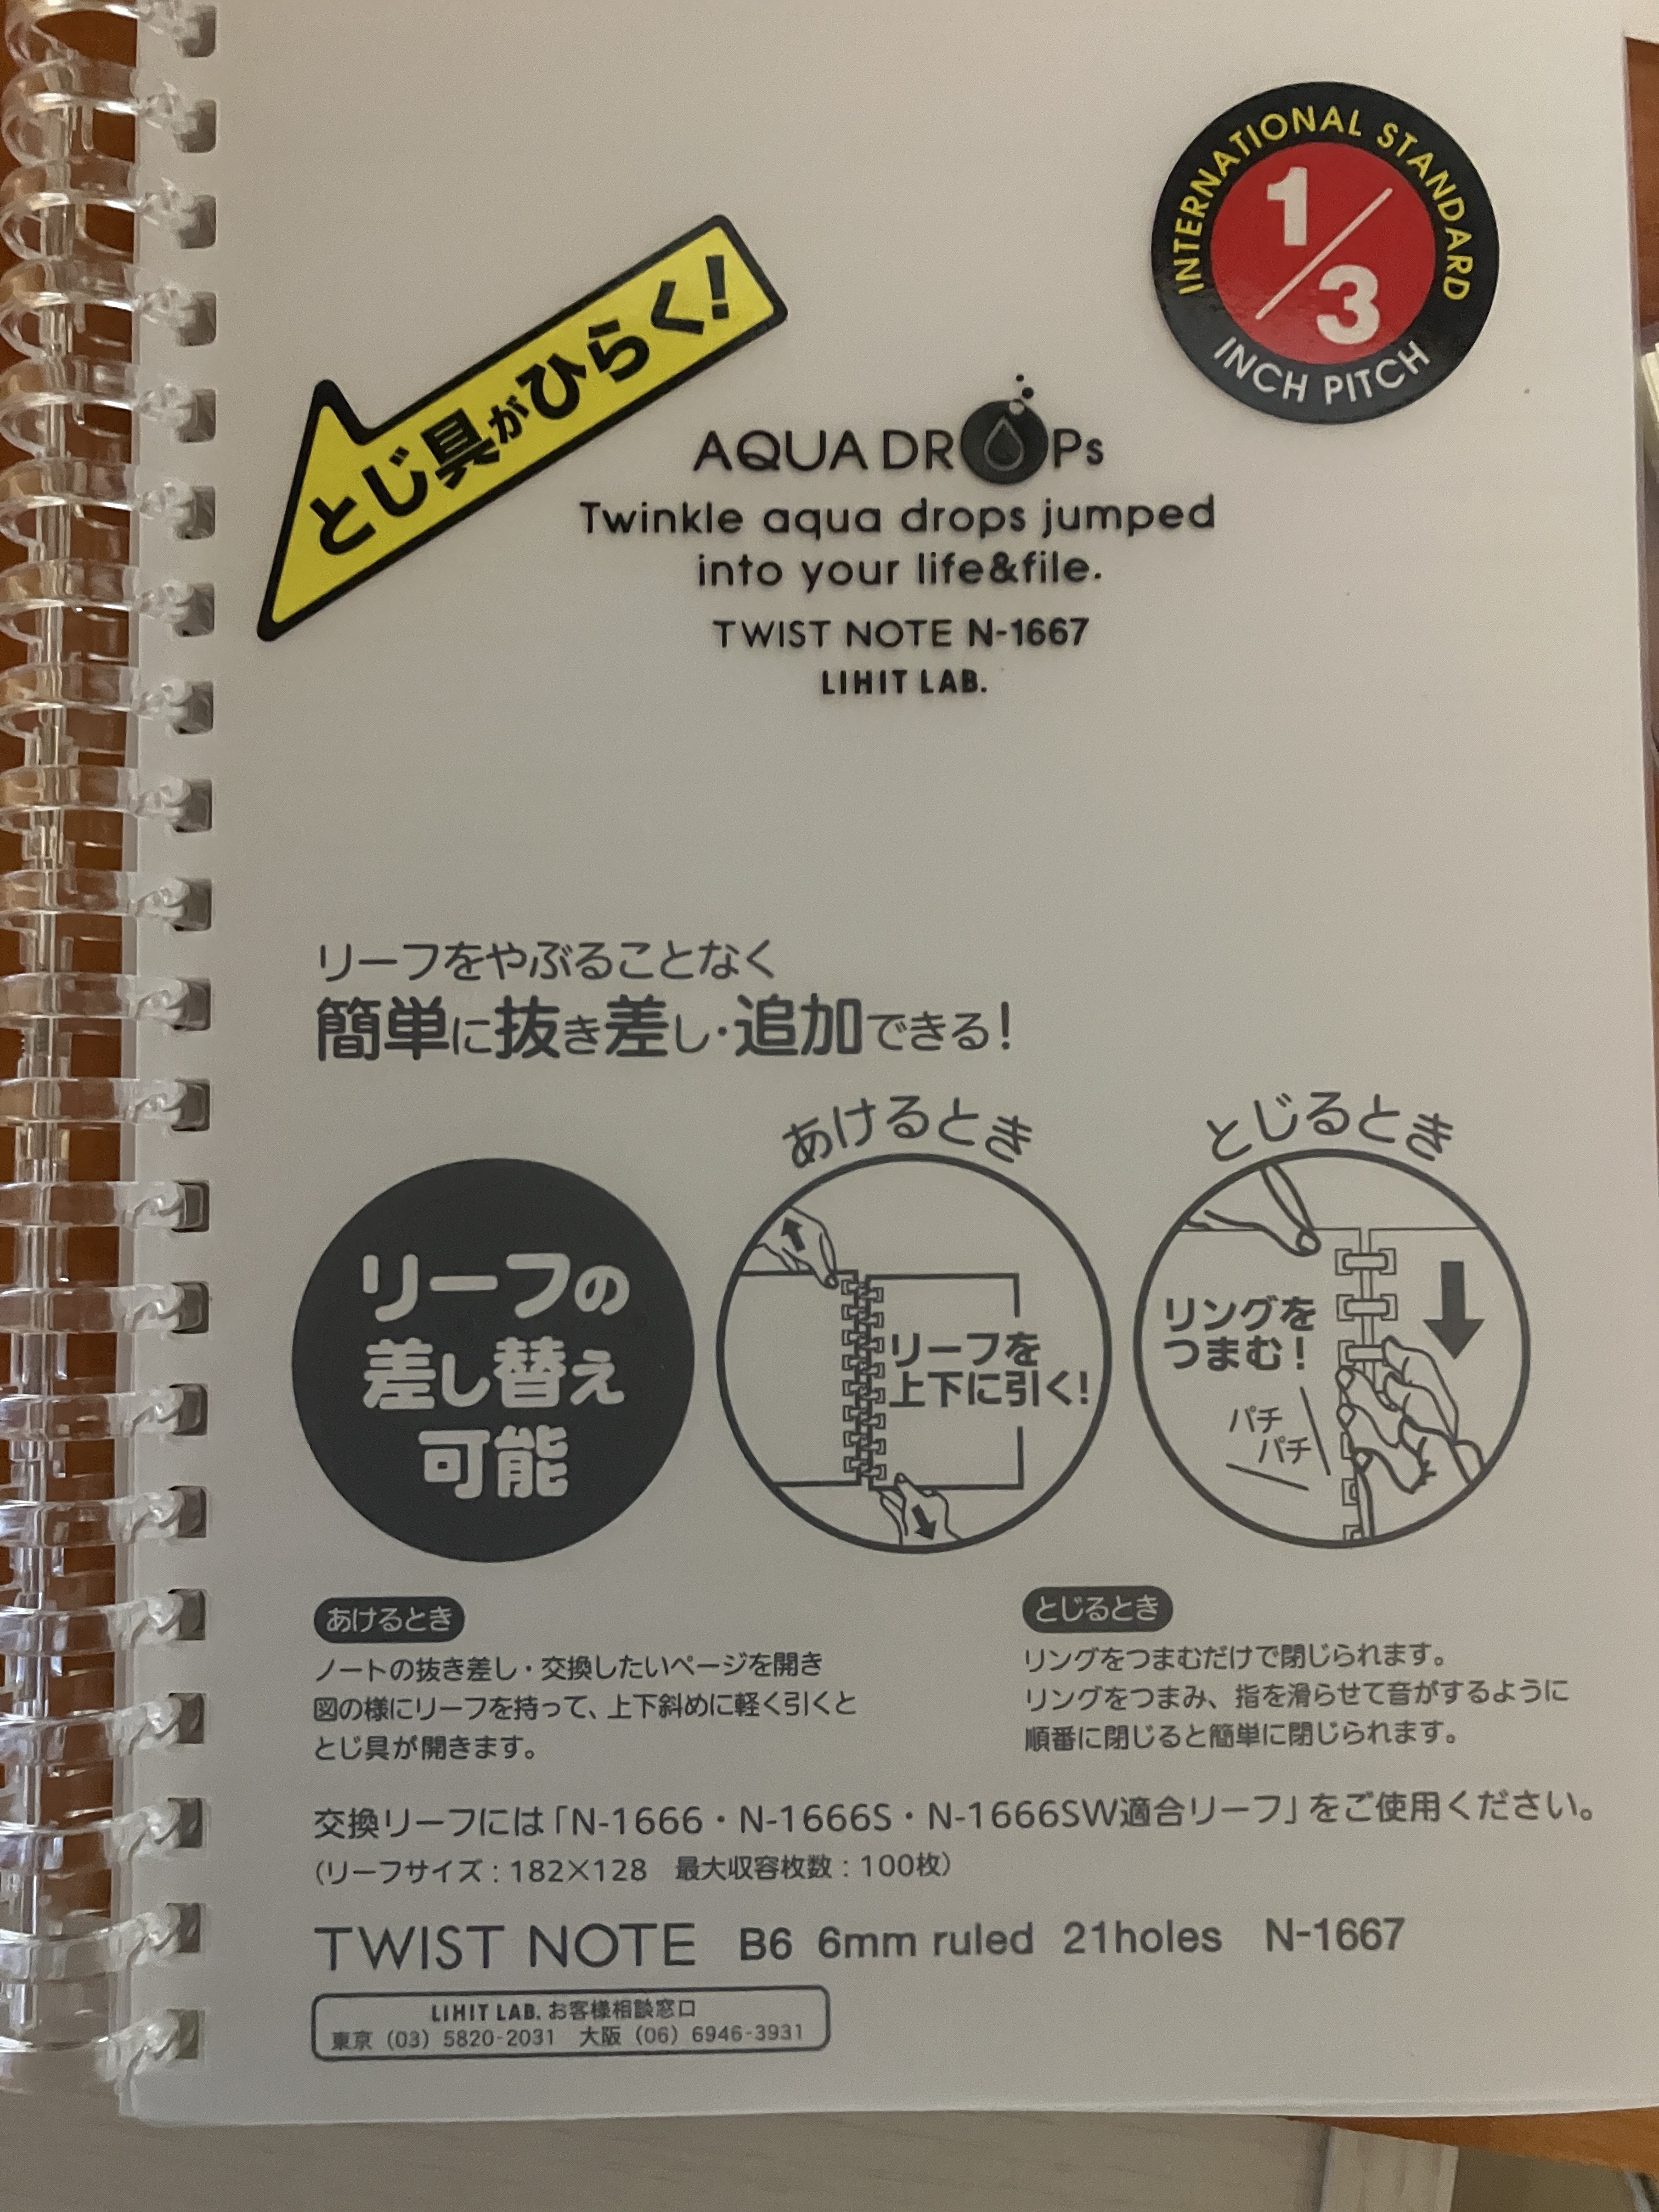 INTERNATIONAL STANDARD
1/3
INCH PITCH
とじ具がひらく!
AQUA DROPs
Twinkle aqua drops jumped
into your life&file.
TWIST NOTE N-1667
LIHIT LAB.
リーフをやぶることなく
簡単に抜き差し・追加できる!
リーフの
差し替え
可能
あけるとき
リーフを
上下に引く!
とじるとき
リングを
つまむ!
パチ
パチ
あけるとき
ノートの抜き差し・交換したいページを開き
図の様にリーフを持って、上下斜めに軽く引くと
とじ具が開きます。
とじるとき
リングをつまむだけで閉じられます。
リングをつまみ、指を滑らせて音がするように
順番に閉じると簡単に閉じられます。
交換リーフには「N-1666・N-1666S・N-1666SW適合リーフ」をご使用ください。
(リーフサイズ:182×128 最大収容枚数:100枚)
TWIST NOTE B6 6mm ruled 21holes N-1667
LIHIT LAB. お客様相談窓口
東京(03)5820-2031 大阪(06)6946-3931